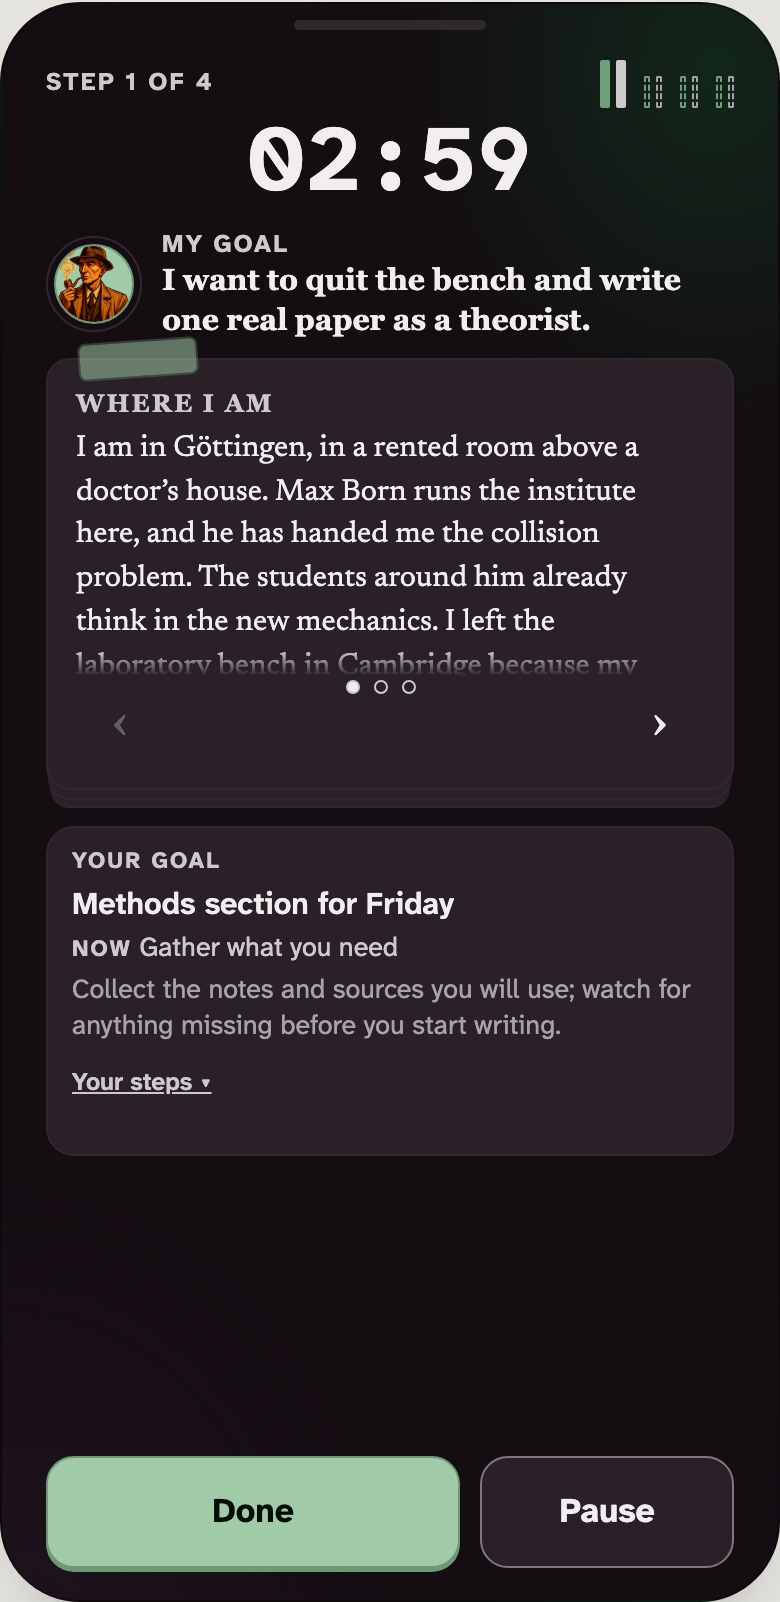 STEP 1 OF 4
02:59
MY GOAL
I want to quit the bench and write
one real paper as a theorist.
WHERE I AM
I am in Göttingen, in a rented room above a
doctor’s house. Max Born runs the institute
here, and he has handed me the collision
problem. The students around him already
think in the new mechanics. I left the
laboratory bench in Cambridge because my
‹ ›
YOUR GOAL
Methods section for Friday
NOW Gather what you need
Collect the notes and sources you will use; watch for
anything missing before you start writing.
Your steps ▾
Done Pause